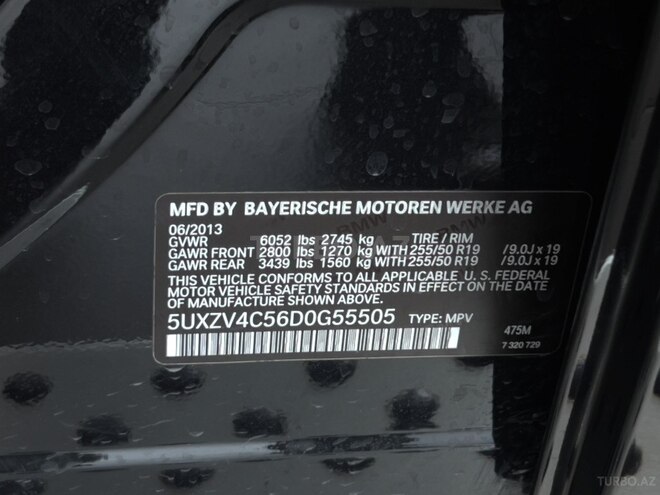 MFD BY BAYERISCHE MOTOREN WERKE AG
06/2013
GVWR 6052 lbs 2745 kg TIRE / RIM
GAWR FRONT 2800 lbs 1270 kg WITH 255/50 R19 /9.0J x 19
GAWR REAR 3439 lbs 1560 kg WITH 255/50 R19 /9.0J x 19
THIS VEHICLE CONFORMS TO ALL APPLICABLE U. S. FEDERAL
MOTOR VEHICLE SAFETY STANDARDS IN EFFECT ON THE DATE
OF MANUFACTURE SHOWN ABOVE.
5UXZV4C56D0G55505 TYPE: MPV
475M
7 320 729
TURBO.AZ